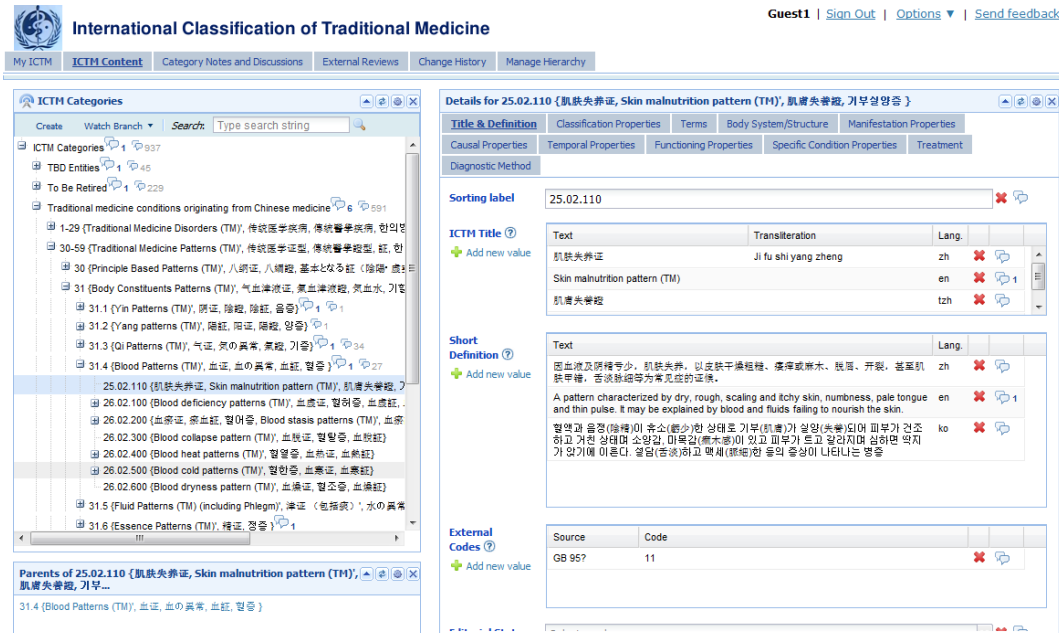 Guest1 | Sign Out | Options ▼ | Send feedback
International Classification of Traditional Medicine
My ICTM ICTM Content Category Notes and Discussions External Reviews Change History Manage Hierarchy
ICTM Categories
Create Watch Branch ▾ Search: Type search string
ICTM Categories 1 937
TBD Entities 1 45
To Be Retired 1 229
Traditional medicine conditions originating from Chinese medicine 6 591
1-29 {Traditional Medicine Disorders (TM)', 传统医学疾病, 傳統醫學疾病, 한의
30-59 {Traditional Medicine Patterns (TM)', 传统医学证型, 傳統醫學證型, 証, 한
30 {Principle Based Patterns (TM)', 八纲证, 八綱證, 基本となる証（陰陽・虚
31 {Body Constituents Patterns (TM)', 气血津液证, 氣血津液證, 気血水, 기혈
31.1 {Yin Patterns (TM)', 阴证, 陰證, 陰証, 음증} 1 1
31.2 {Yang patterns (TM)', 陽証, 阳证, 陽證, 양증} 1
31.3 {Qi Patterns (TM)', 气证, 気の異常, 氣證, 기증} 1 34
31.4 {Blood Patterns (TM)', 血证, 血の異常, 血証, 혈증 } 1 27
25.02.110 {肌肤失养证, Skin malnutrition pattern (TM)', 肌膚失養證, 기
26.02.100 {Blood deficiency patterns (TM)', 血虚证, 혈허증, 血虚証, .
26.02.200 {血瘀证, 瘀血証, 혈어증, Blood stasis patterns (TM)', 血瘀
26.02.300 {Blood collapse pattern (TM)', 血脱证, 혈탈증, 血脫証}
26.02.400 {Blood heat patterns (TM)', 혈열증, 血热证, 血熱証}
26.02.500 {Blood cold patterns (TM)', 혈한증, 血寒证, 血寒証}
26.02.600 {Blood dryness pattern (TM)', 血燥证, 혈조증, 血燥証}
31.5 {Fluid Patterns (TM) (including Phlegm)', 津证 （包括痰）', 水の異常
31.6 {Essence Patterns (TM)', 精证, 정증 } 1
Parents of 25.02.110 {肌肤失养证, Skin malnutrition pattern (TM)',
肌膚失養證, 기부...
31.4 {Blood Patterns (TM)', 血证, 血の異常, 血証, 혈증 }
Details for 25.02.110 {肌肤失养证, Skin malnutrition pattern (TM)', 肌膚失養證, 기부실양증 }
Title & Definition Classification Properties Terms Body System/Structure Manifestation Properties
Causal Properties Temporal Properties Functioning Properties Specific Condition Properties Treatment
Diagnostic Method
Sorting label 25.02.110
ICTM Title ?
Add new value
Text Transliteration Lang.
肌肤失养证 Ji fu shi yang zheng zh
Skin malnutrition pattern (TM) en 1
肌膚失養證 tzh
Short
Definition ?
Add new value
Text Lang.
因血液及阴精亏少，肌肤失养，以皮肤干燥粗糙、瘙痒或麻木、脱屑、开裂，甚至肌 zh
肤甲错，舌淡脉细等为常见症的证候。
A pattern characterized by dry, rough, scaling and itchy skin, numbness, pale tongue en 1
and thin pulse. It may be explained by blood and fluids failing to nourish the skin.
혈액과 음정(陰精)이 휴소(虧少)한 상태로 기부(肌膚)가 실양(失養)되어 피부가 건조 ko
하고 거친 상태며 소양감, 마목감(痲木感)이 있고 피부가 트고 갈라지며 심하면 딱지
가 앉기에 이른다. 설담(舌淡)하고 맥세(脈細)한 등의 증상이 나타나는 병증
External
Codes ?
Add new value
Source Code
GB 95? 11